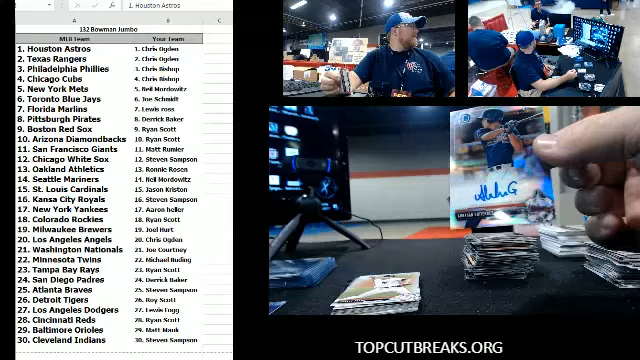 1. Houston Astros
A B C
132 Bowman Jumbo
MLB Team Your Team
1. Houston Astros 1- Chris Ogden
2. Texas Rangers 2- Chris Ogden
3. Philadelphia Phillies 3- Chris Bishop
4. Chicago Cubs 4- Chris Bishop
5. New York Mets 5- Neil Mordowitz
6. Toronto Blue Jays 6- Joe Schmidt
7. Florida Marlins 7- Lewis ross
8. Pittsburgh Pirates 8- Derrick Baker
9. Boston Red Sox 9- Ryan Scott
10. Arizona Diamondbacks 10- Ryan Scott
11. San Francisco Giants 11- Matt Rumler
12. Chicago White Sox 12- Steven Sampson
13. Oakland Athletics 13- Ronnie Rosen
14. Seattle Mariners 14- Neil Mordowitz
15. St. Louis Cardinals 15- Jason Kriston
16. Kansas City Royals 16- Steven Sampson
17. New York Yankees 17- Aaron heller
18. Colorado Rockies 18- Ryan Scott
19. Milwaukee Brewers 19- Joel Hurt
20. Los Angeles Angels 20- Chris Ogden
21. Washington Nationals 21- Joe Courtney
22. Minnesota Twins 22- Michael Ruding
23. Tampa Bay Rays 23- Ryan Scott
24. San Diego Padres 24- Derrick Baker
25. Atlanta Braves 25- Steven Sampson
26. Detroit Tigers 26- Roy Scott
27. Los Angeles Dodgers 27- Lewis Fogg
28. Cincinnati Reds 28- Ryan Scott
29. Baltimore Orioles 29- Matt Mauk
30. Cleveland Indians 30- Steven Sampson
TOPCUTBREAKS.ORG